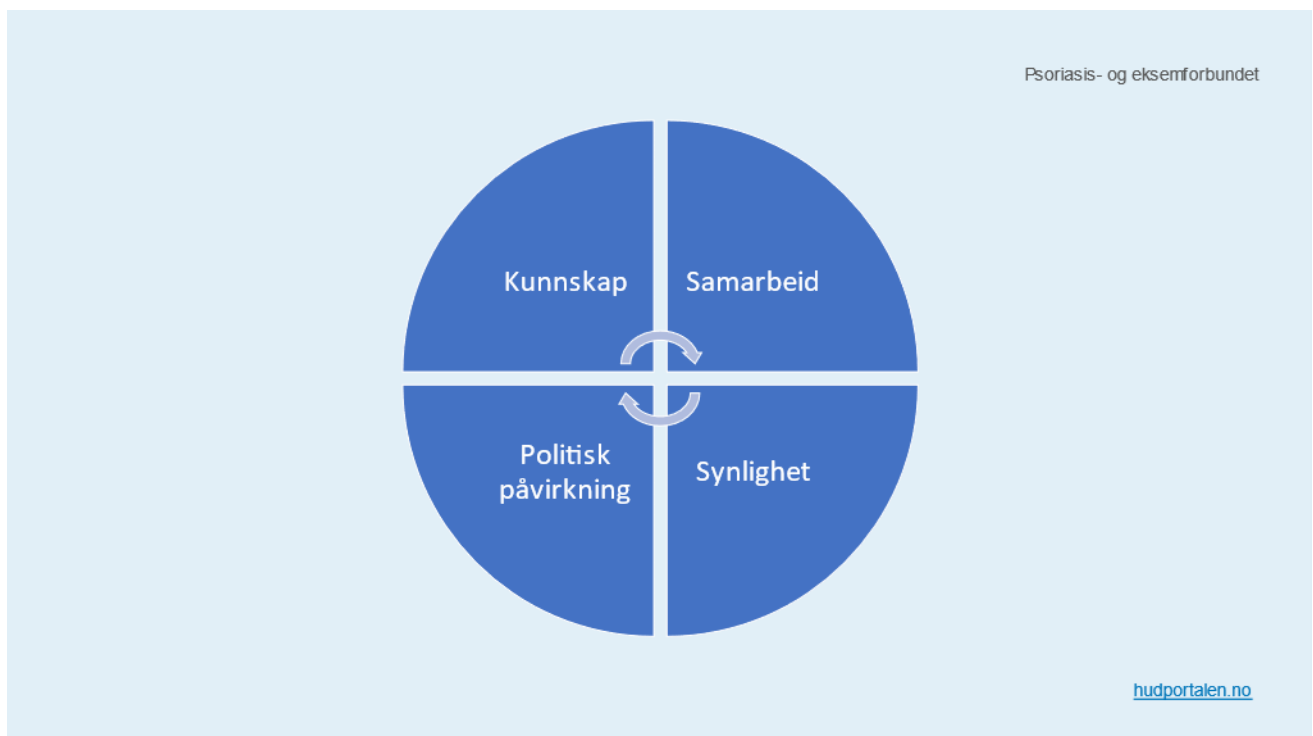 Psoriasis- og eksemforbundet
Kunnskap
Samarbeid
Politisk
påvirkning
Synlighet
hudportalen.no